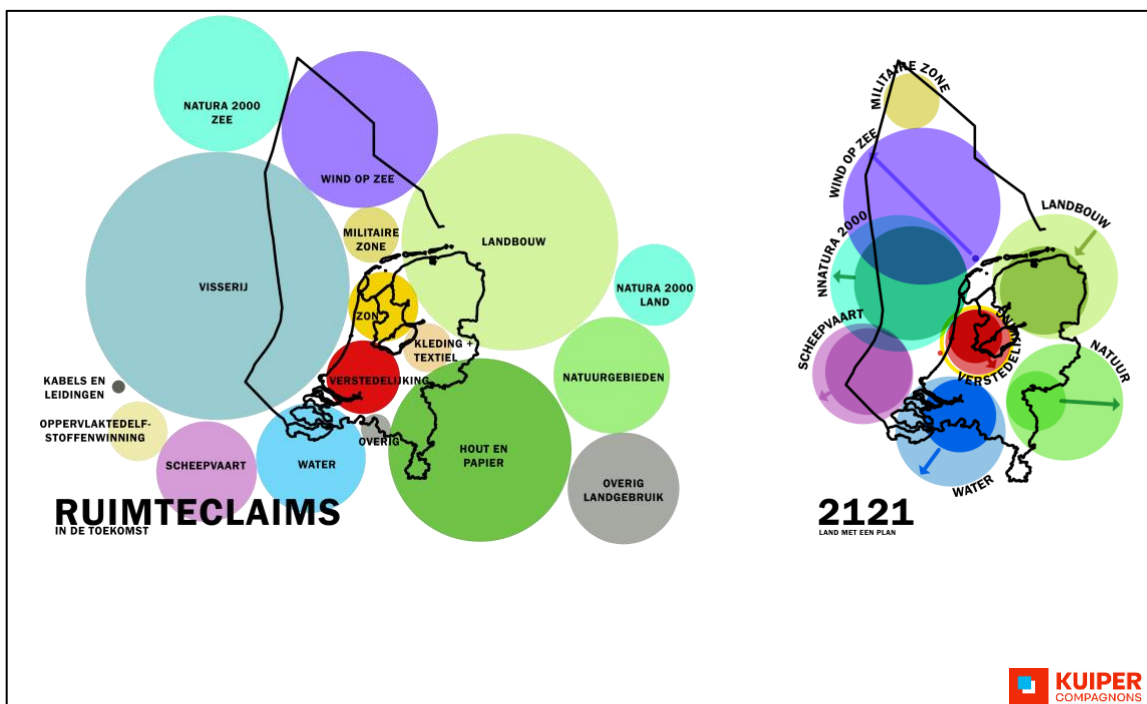 NATURA 2000
ZEE
WIND OP ZEE
MILITAIRE
ZONE
LANDBOUW
VISSERIJ
NATURA 2000
LAND
ZON
KLEDING +
TEXTIEL
KABELS EN
LEIDINGEN
VERSTEDELIJKING
NATUURGEBIEDEN
OPPERVLAKTEDELF-
STOFFENWINNING
OVERIG
HOUT EN
PAPIER
SCHEEPVAART
WATER
OVERIG
LANDGEBRUIK
RUIMTECLAIMS
IN DE TOEKOMST
MILITAIRE ZONE
WIND OP ZEE
LANDBOUW
NNATURA 2000
SCHEEPVAART
VERSTEDELIJKING
NATUUR
WATER
2121
LAND MET EEN PLAN
KUIPER
COMPAGNONS